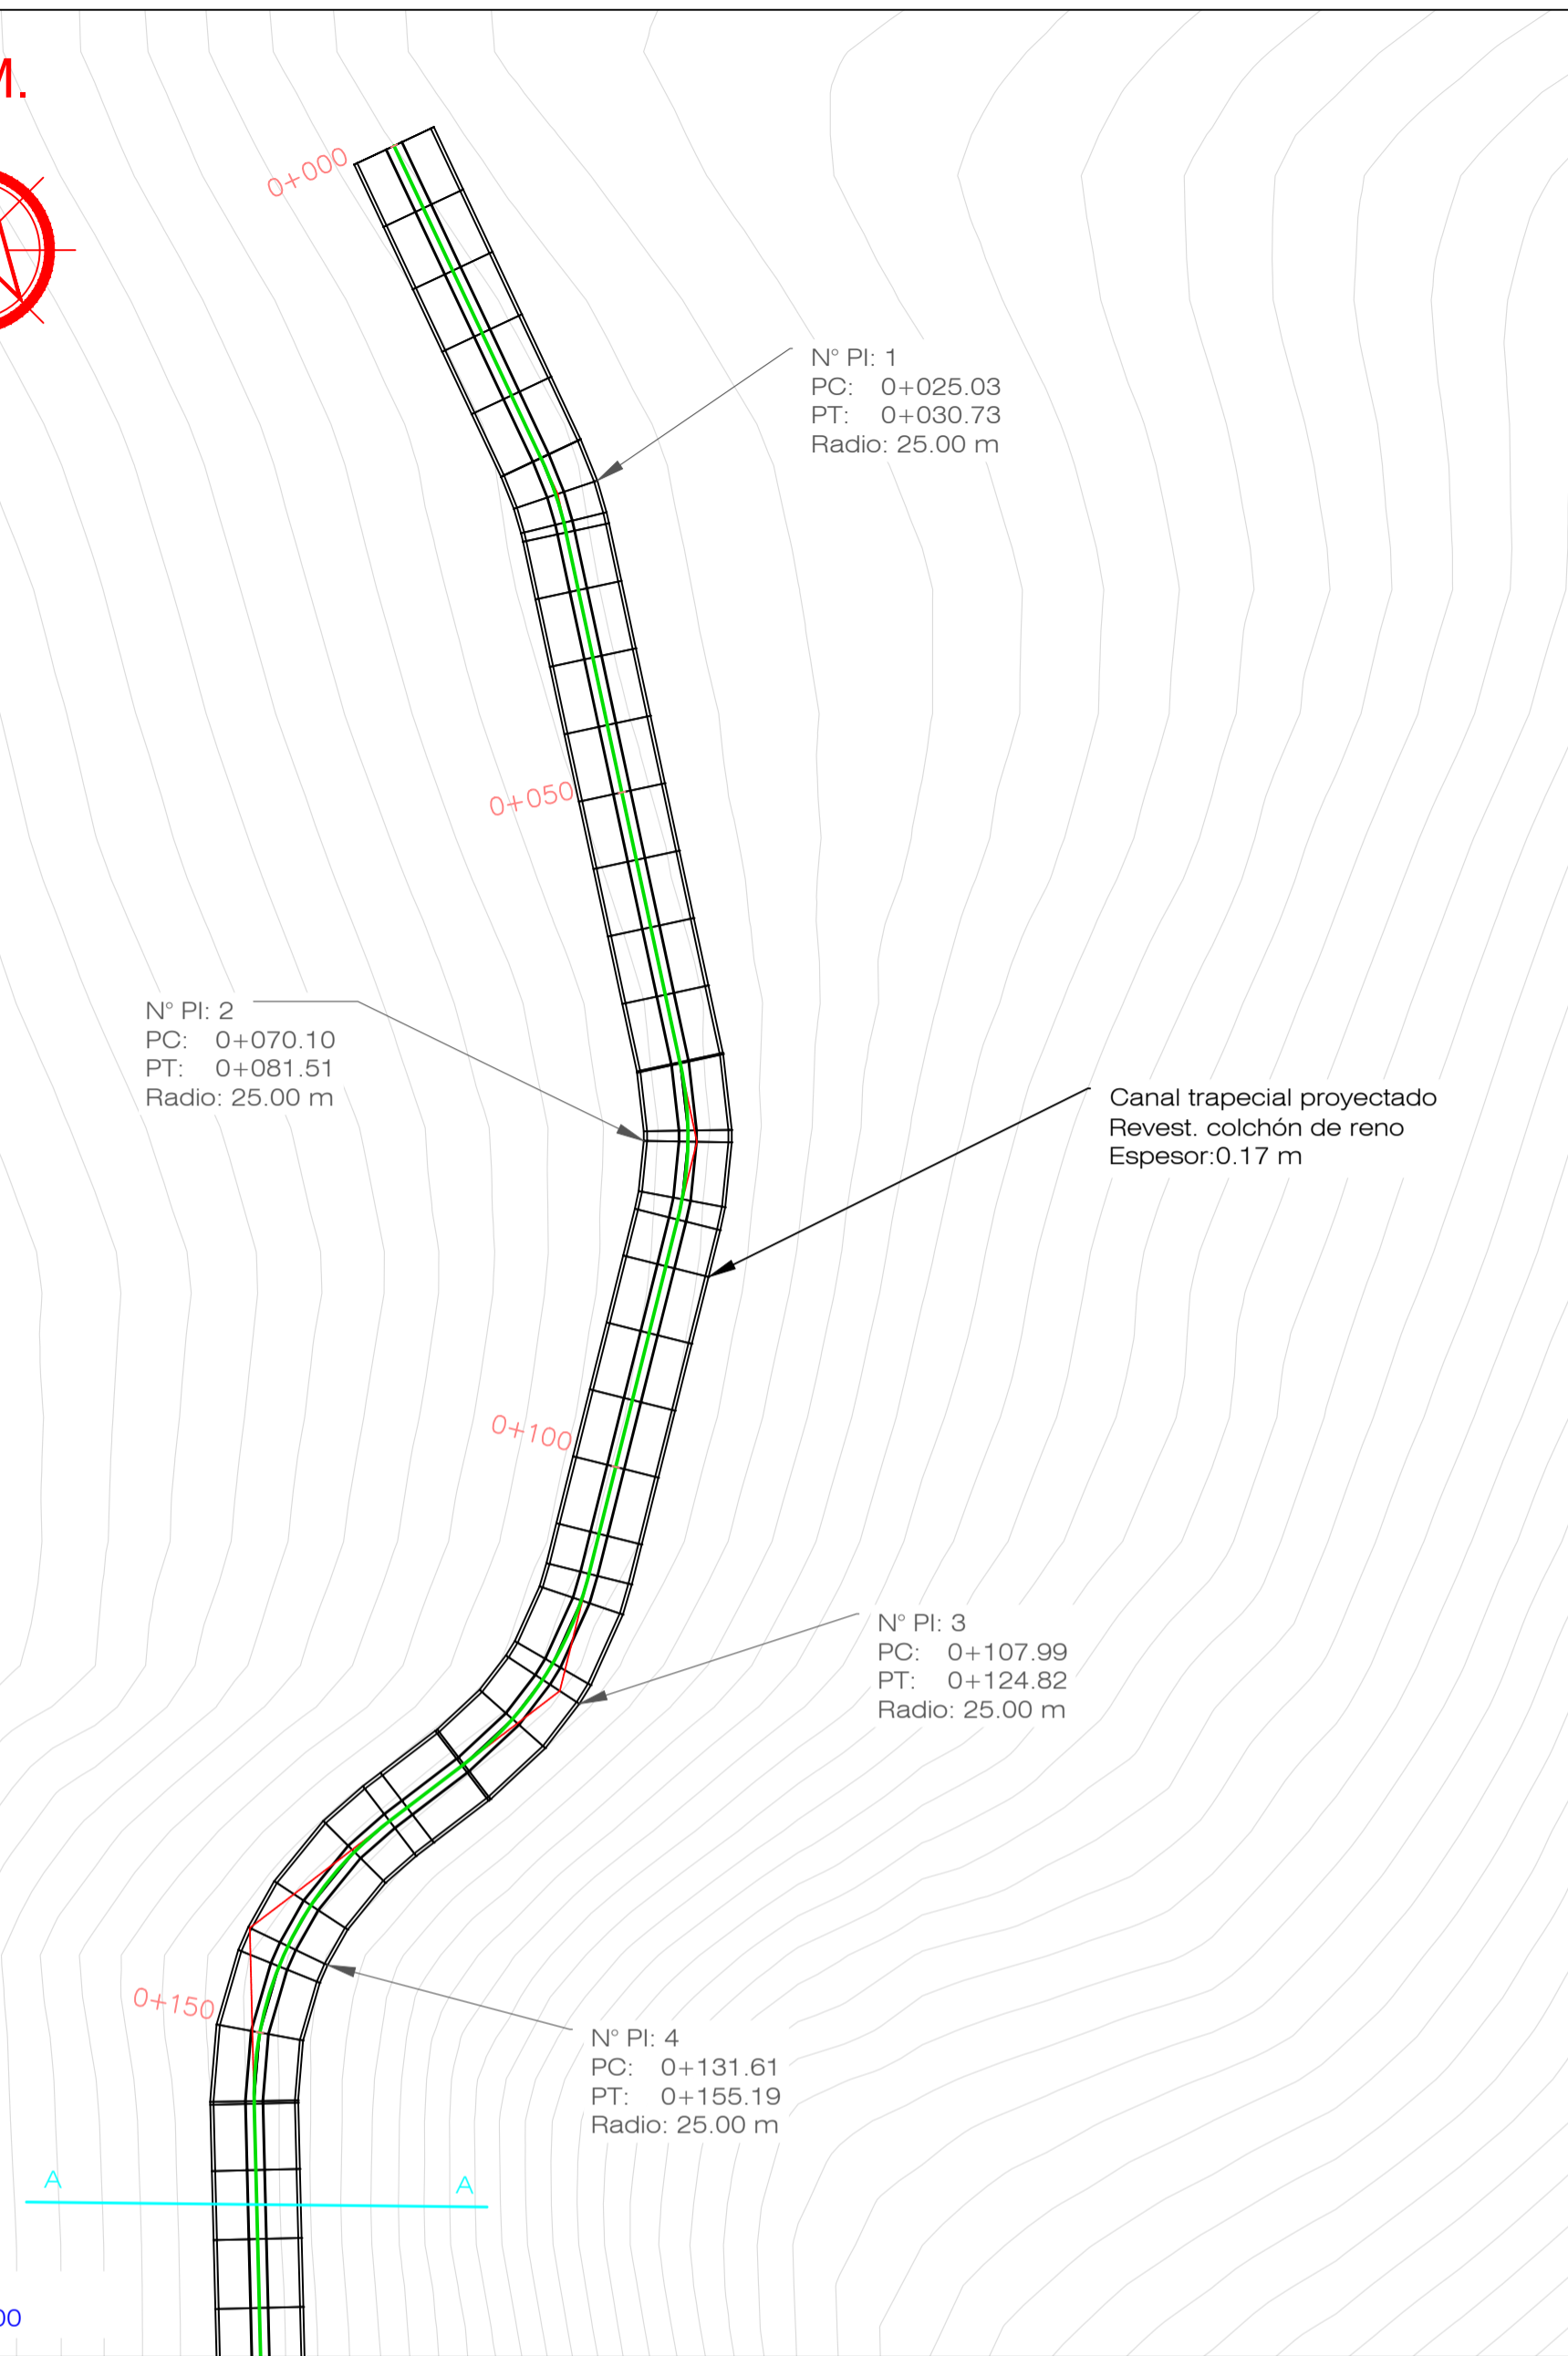 M.
0+000
N° PI: 1
PC: 0+025.03
PT: 0+030.73
Radio: 25.00 m
0+050
N° PI: 2
PC: 0+070.10
PT: 0+081.51
Radio: 25.00 m
Canal trapecial proyectado
Revest. colchón de reno
Espesor:0.17 m
0+100
N° PI: 3
PC: 0+107.99
PT: 0+124.82
Radio: 25.00 m
0+150
N° PI: 4
PC: 0+131.61
PT: 0+155.19
Radio: 25.00 m
A A
00